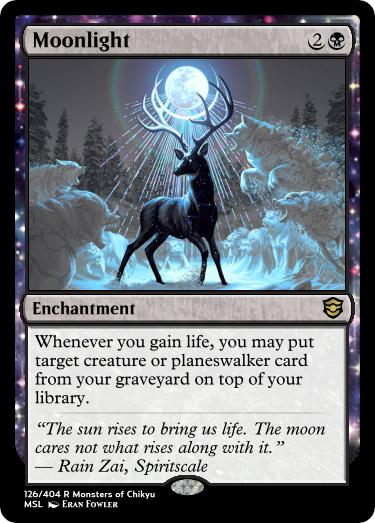 Moonlight 2
Enchantment
Whenever you gain life, you may put
target creature or planeswalker card
from your graveyard on top of your
library.
“The sun rises to bring us life. The moon
cares not what rises along with it.”
— Rain Zai, Spiritscale
126/404 R Monsters of Chikyu
MSL Eran Fowler